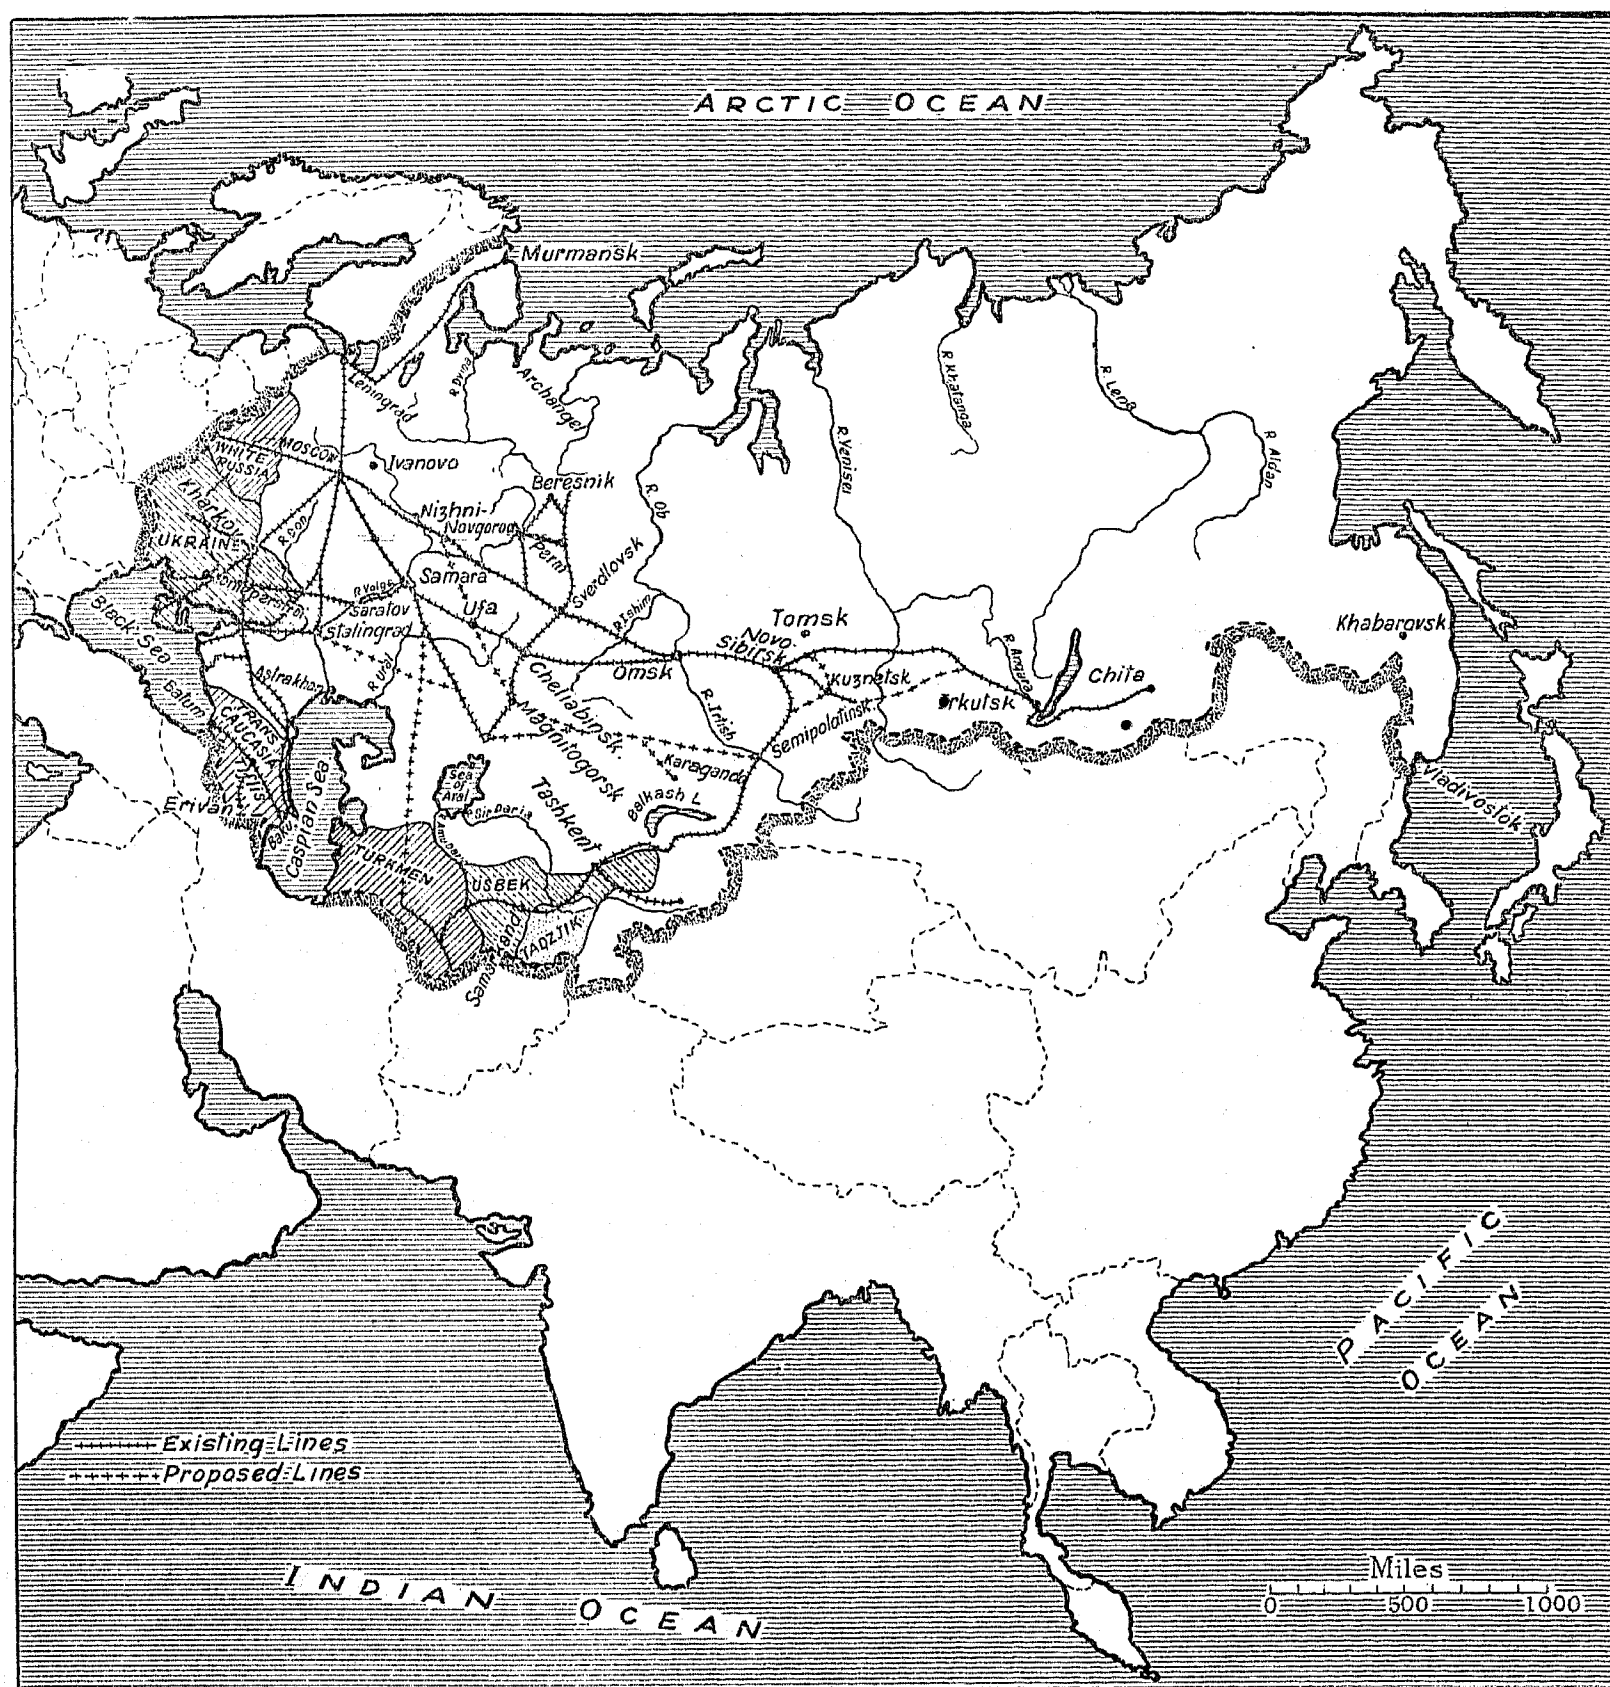 ARCTIC OCEAN
Murmansk
Leningrad
R Dvina
Archangel
R Khatanga
R Lena
R Aldan
R Yenisei
R Ob
MOSCOW
Ivanovo
WHITE
RUSSIA
Beresnik
Kharkov
Nizhni-
Novgorod
R Don
UKRAINE
Perm
Sverdlovsk
Samara
R Volga
Saratov
Ufa
R Ishim
Stalingrad
Black Sea
Tomsk
Novo-
Sibirsk
Khabarovsk
R Angara
Chita
Omsk
Kuznetsk
Irkutsk
R Ural
Astrakhan
Batum
Cheliabinsk
Magnitogorsk
R. Irtish
Semipolatinsk
TRANS
CAUCASIA
Tiflis
Karaganda
Sea
of
Aral
Tashkent
Balkash L
Vladivostok
Erivan
Baku
Caspian Sea
Sir Daria
TURKMEN
USBEK
TADZJIK
Samarkand
PACIFIC
OCEAN
Existing-Lines
Proposed-Lines
INDIAN OCEAN
Miles
0 500 1000